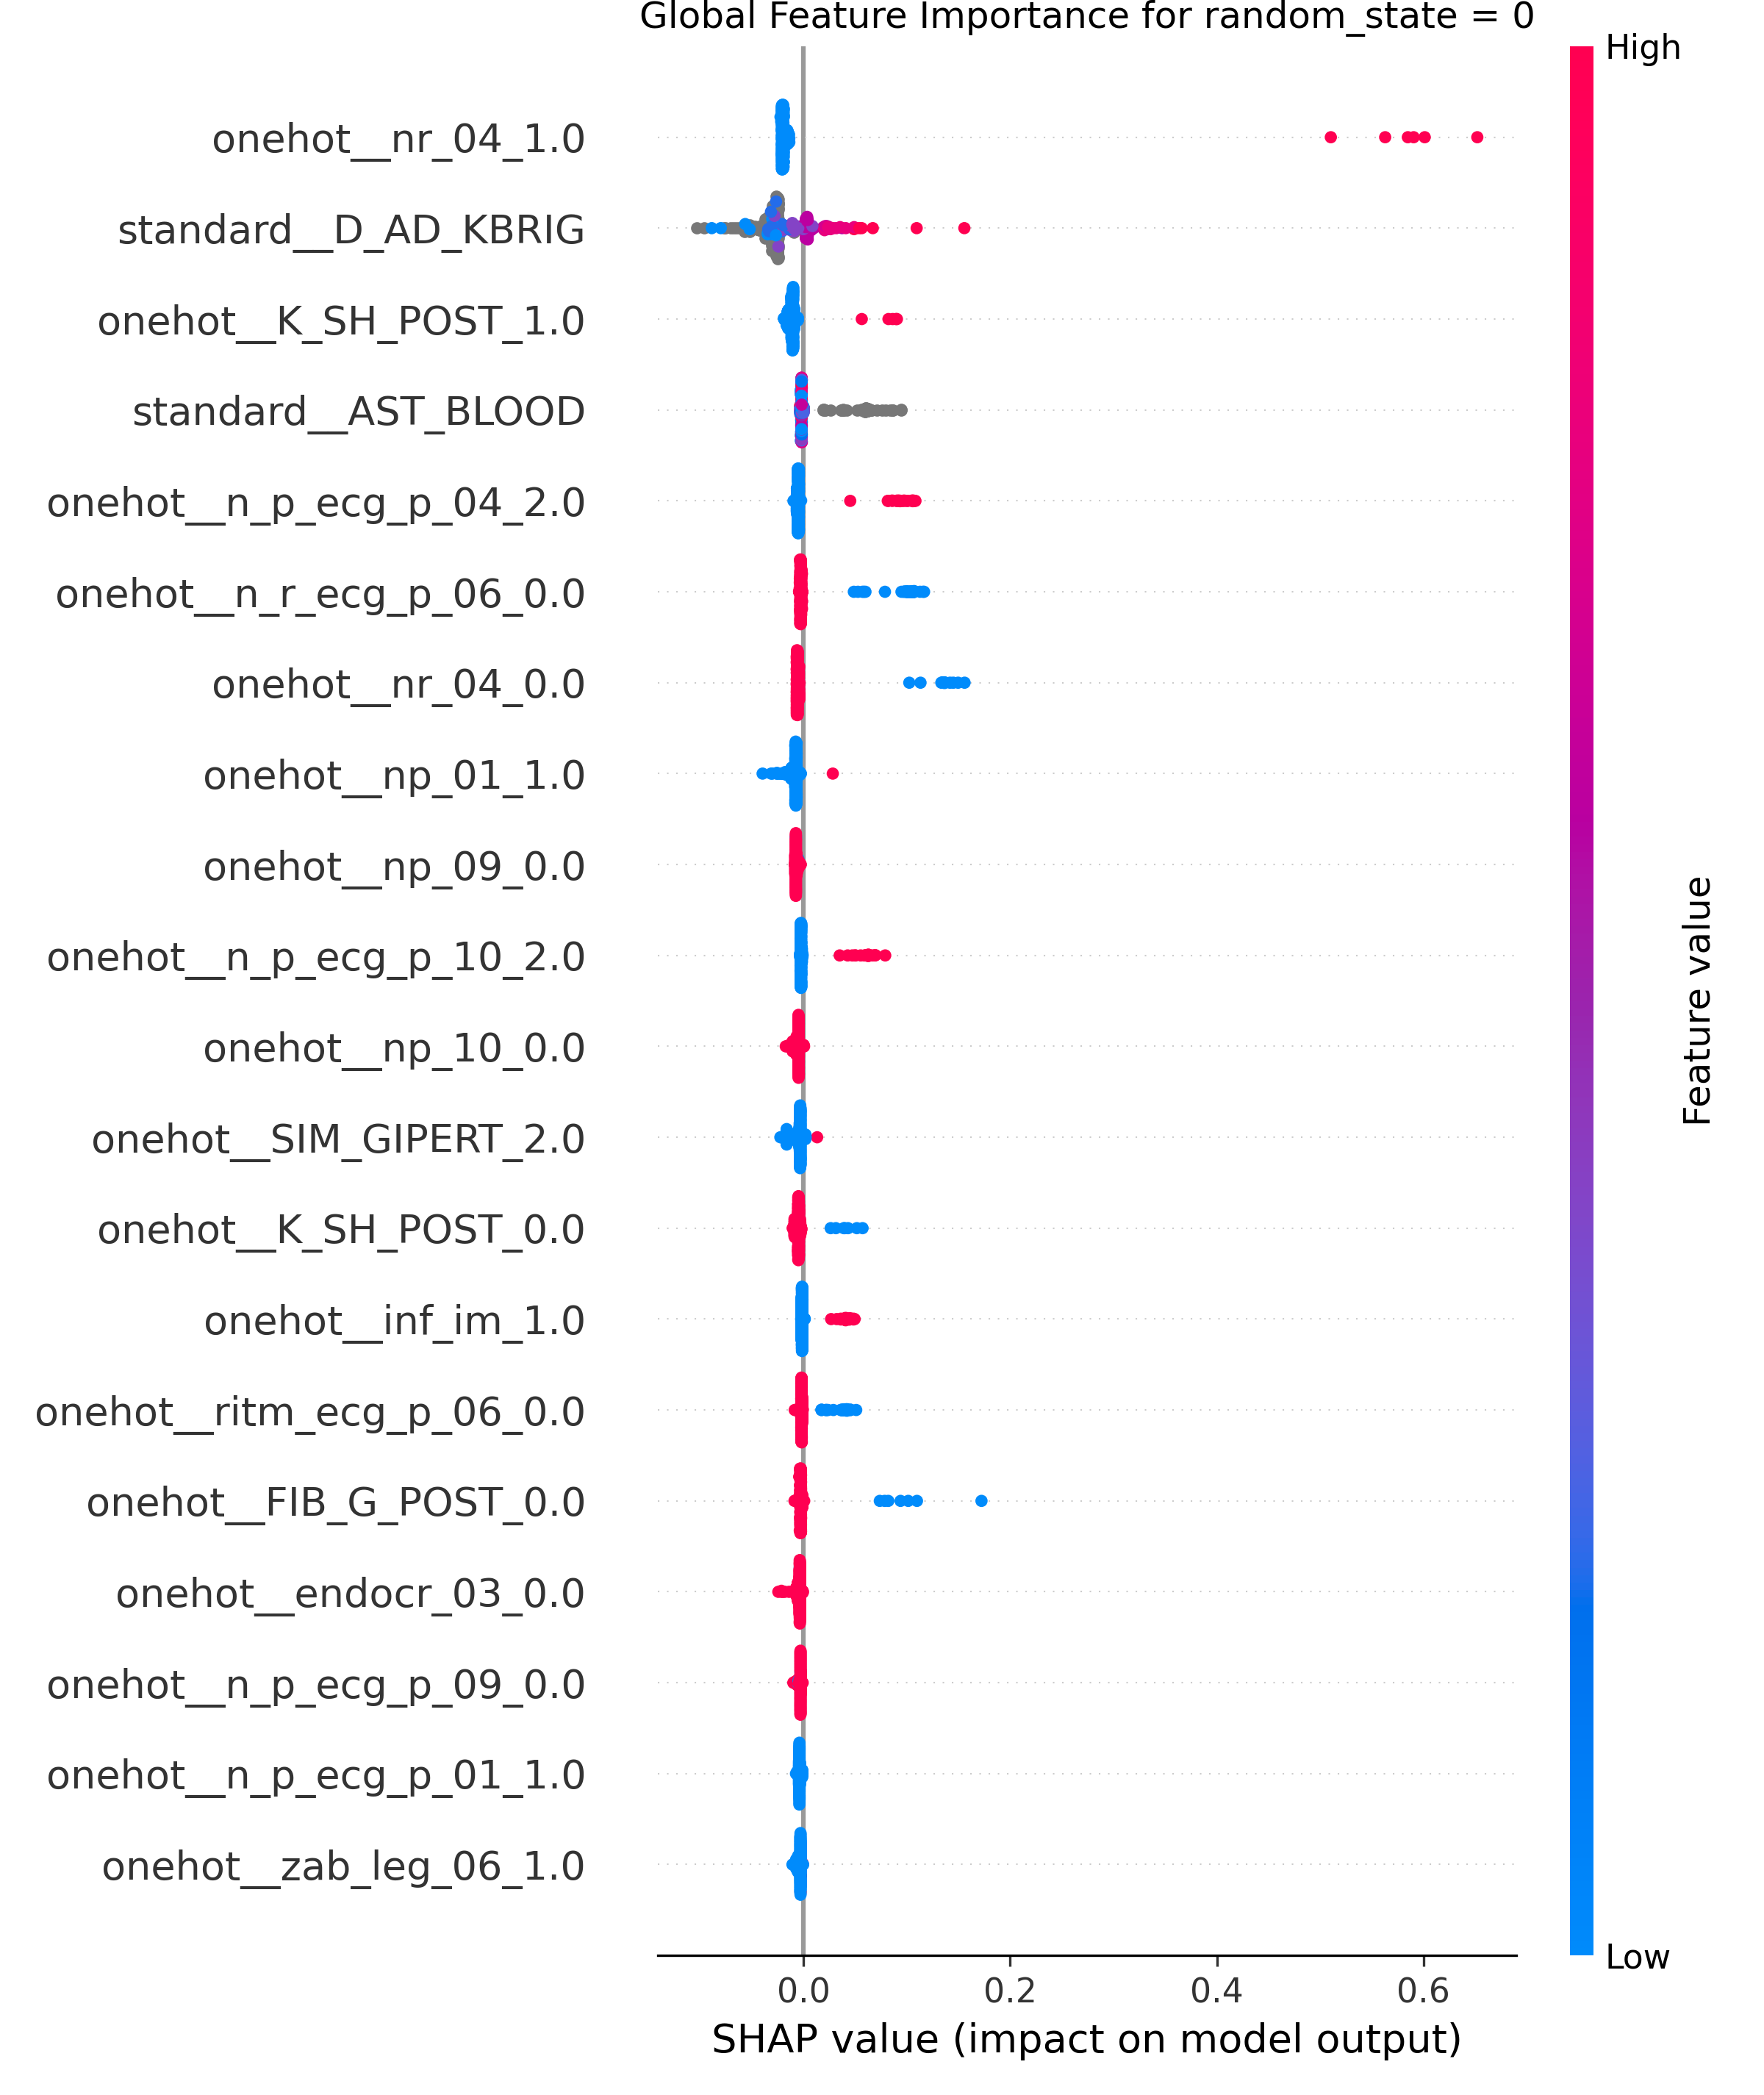 Global Feature Importance for random_state = 0
High
onehot__nr_04_1.0
standard__D_AD_KBRIG
onehot__K_SH_POST_1.0
standard__AST_BLOOD
onehot__n_p_ecg_p_04_2.0
onehot__n_r_ecg_p_06_0.0
onehot__nr_04_0.0
onehot__np_01_1.0
onehot__np_09_0.0
onehot__n_p_ecg_p_10_2.0
onehot__np_10_0.0
onehot__SIM_GIPERT_2.0
onehot__K_SH_POST_0.0
onehot__inf_im_1.0
onehot__ritm_ecg_p_06_0.0
onehot__FIB_G_POST_0.0
onehot__endocr_03_0.0
onehot__n_p_ecg_p_09_0.0
onehot__n_p_ecg_p_01_1.0
onehot__zab_leg_06_1.0
Feature value
Low
0.0 0.2 0.4 0.6
SHAP value (impact on model output)